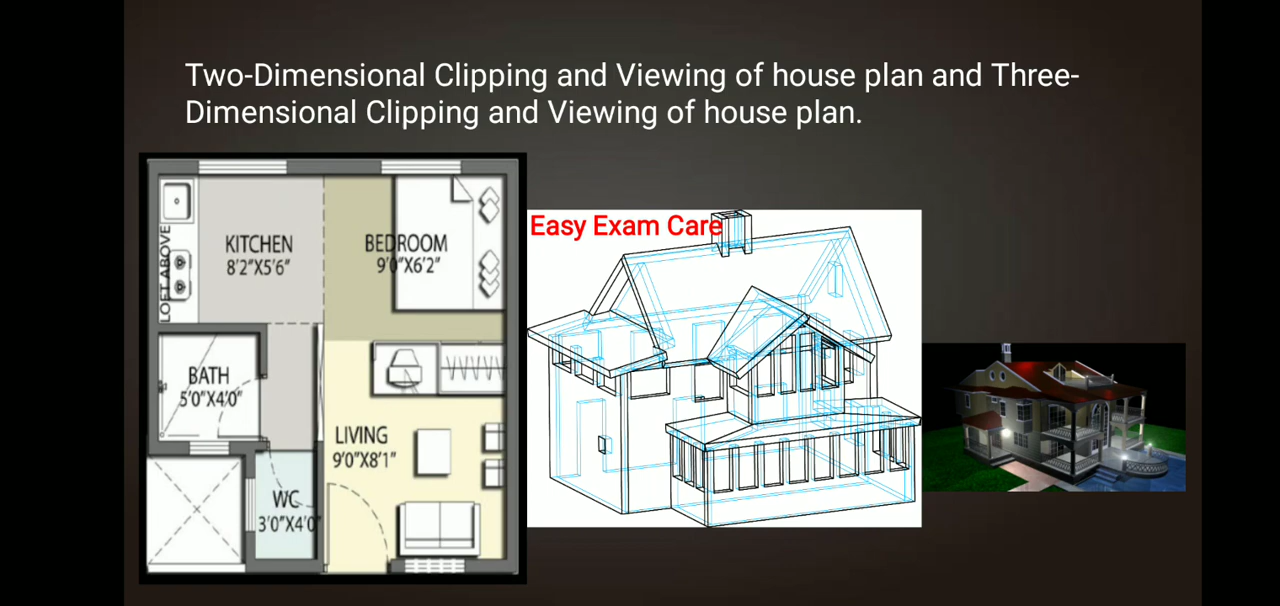 Two-Dimensional Clipping and Viewing of house plan and Three-
Dimensional Clipping and Viewing of house plan.
Easy Exam Care
KITCHEN
8'2"X5'6"
BEDROOM
9'0"X6'2"
LOFT ABOVE
BATH
5'0"X4'0"
LIVING
9'0"X8'1"
WC
3'0"X4'0"